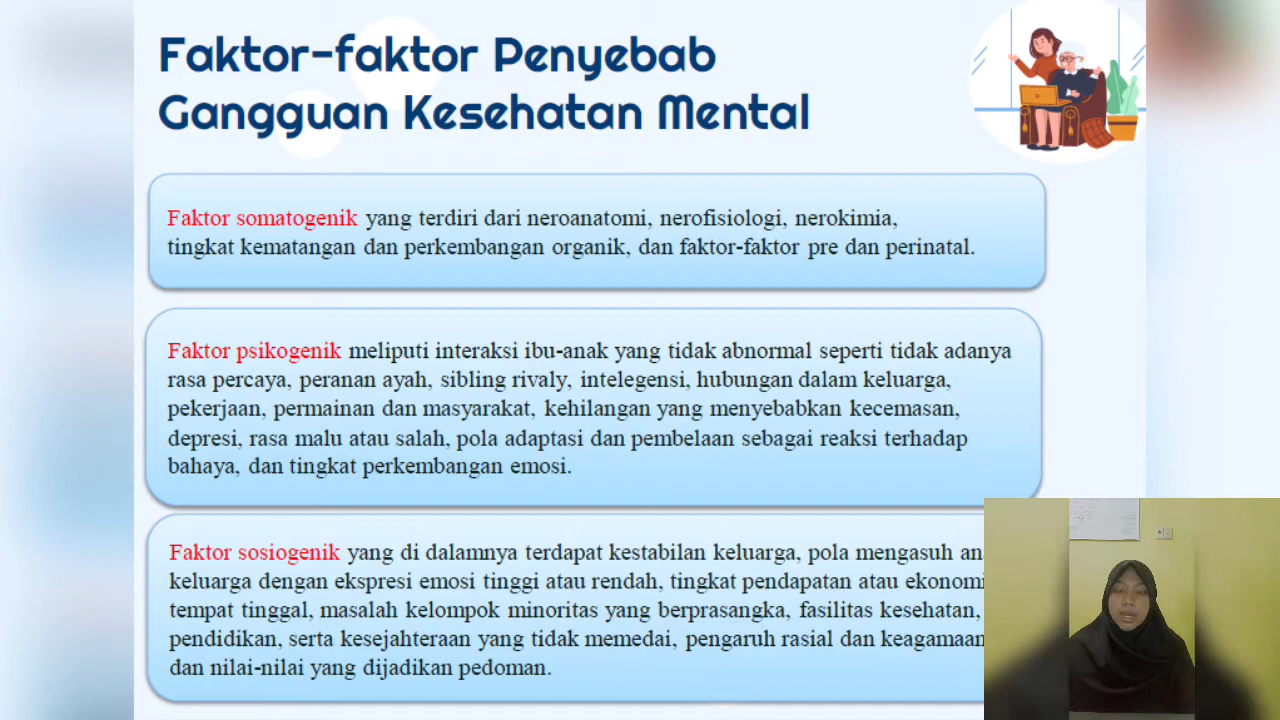 Faktor-faktor Penyebab
Gangguan Kesehatan Mental
Faktor somatogenik yang terdiri dari neroanatomi, nerofisiologi, nerokimia,
tingkat kematangan dan perkembangan organik, dan faktor-faktor pre dan perinatal.
Faktor psikogenik meliputi interaksi ibu-anak yang tidak abnormal seperti tidak adanya
rasa percaya, peranan ayah, sibling rivaly, intelegensi, hubungan dalam keluarga,
pekerjaan, permainan dan masyarakat, kehilangan yang menyebabkan kecemasan,
depresi, rasa malu atau salah, pola adaptasi dan pembelaan sebagai reaksi terhadap
bahaya, dan tingkat perkembangan emosi.
Faktor sosiogenik yang di dalamnya terdapat kestabilan keluarga, pola mengasuh
keluarga dengan ekspresi emosi tinggi atau rendah, tingkat pendapatan atau ekonomi
tempat tinggal, masalah kelompok minoritas yang berprasangka, fasilitas kesehatan,
pendidikan, serta kesejahteraan yang tidak memedai, pengaruh rasial dan keagamaan
dan nilai-nilai yang dijadikan pedoman.